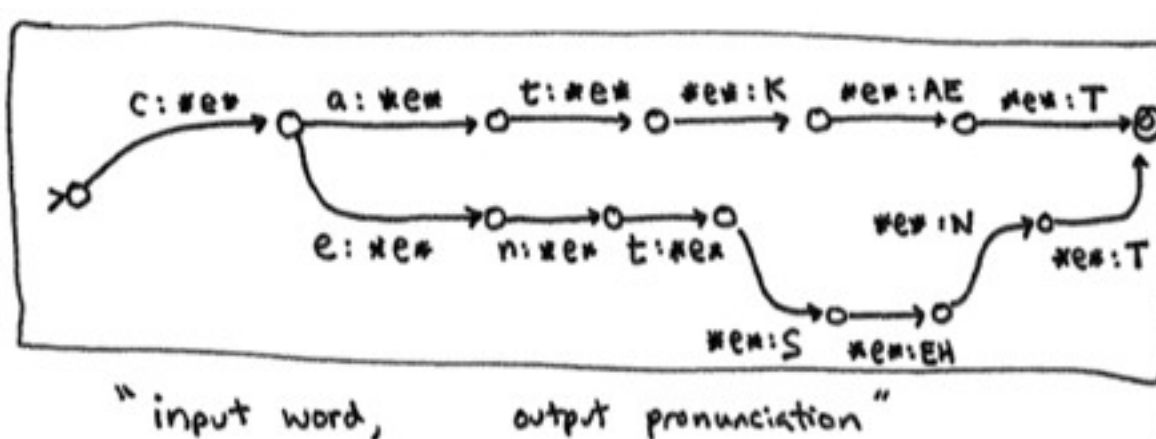 c:*e* a:*e* t:*e* *e*:K *e*:AE *e*:T
e:*e* n:*e* t:*e* *e*:N *e*:T
*e*:S *e*:EH
"input word, output pronunciation"